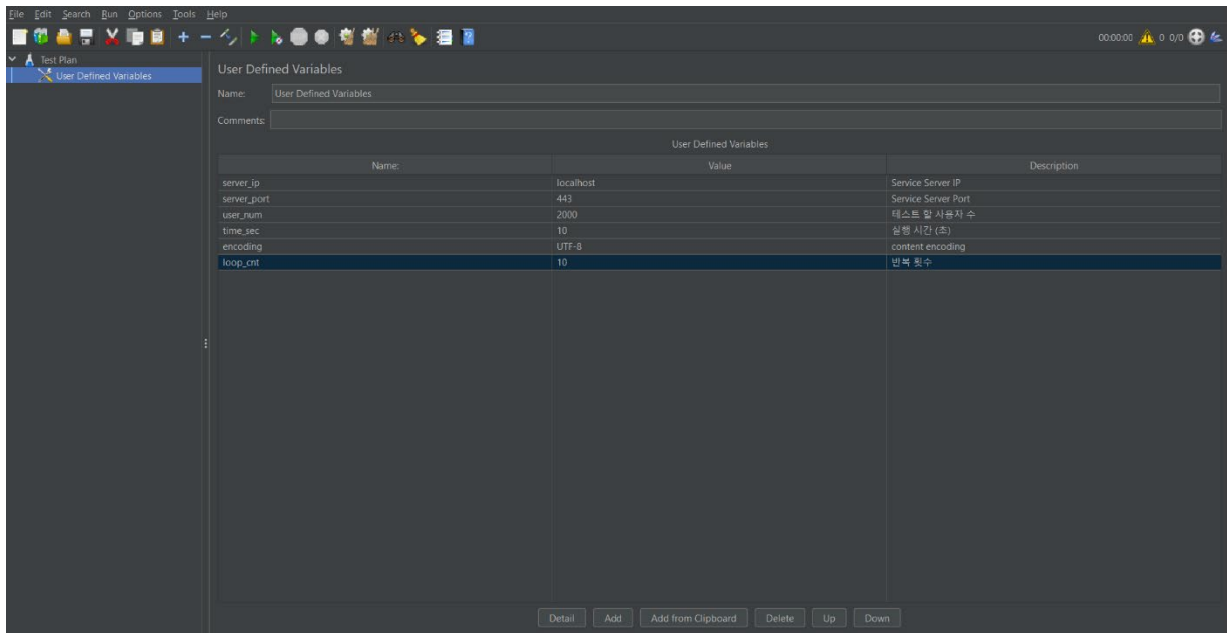 File Edit Search Run Options Tools Help
00:00:00 0 0/0
Test Plan
User Defined Variables
User Defined Variables
Name: User Defined Variables
Comments:
User Defined Variables
Name: Value Description
server_ip localhost Service Server IP
server_port 443 Service Server Port
user_num 2000 테스트 할 사용자 수
time_sec 10 실행 시간 (초)
encoding UTF-8 content encoding
loop_cnt 10 반복 횟수
Detail Add Add from Clipboard Delete Up Down